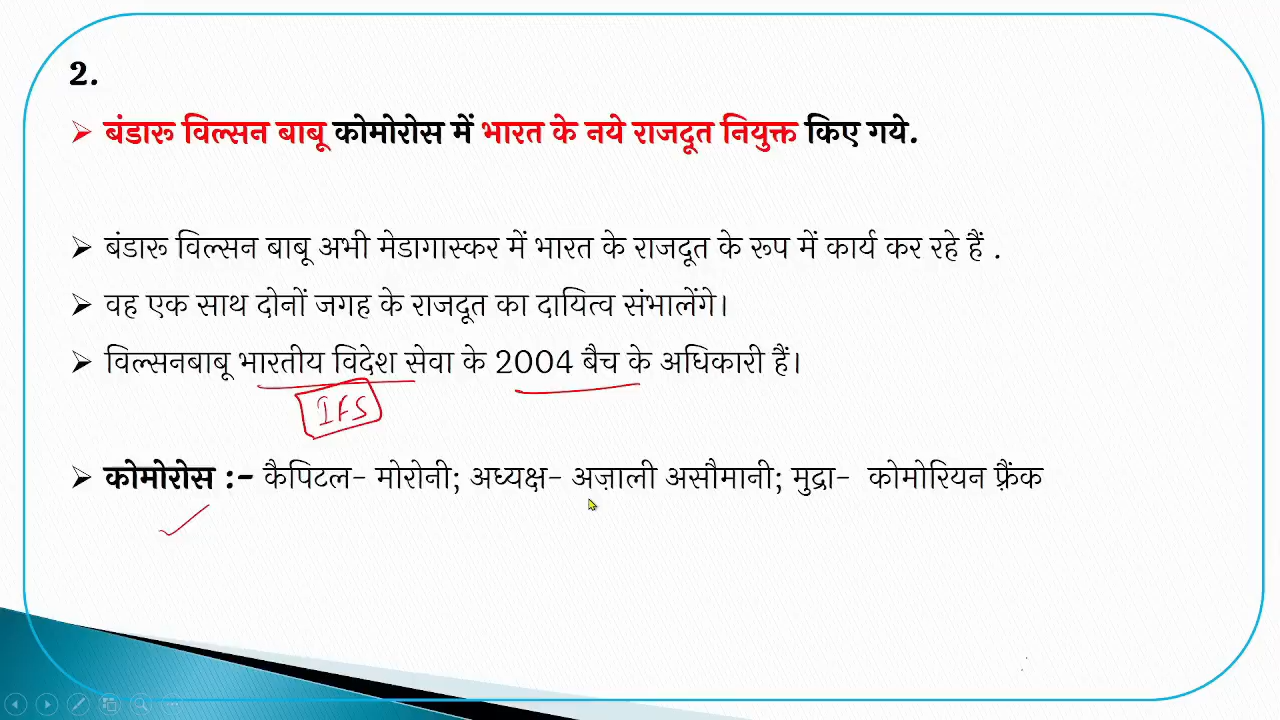 2.
बंडारू विल्सन बाबू कोमोरोस में भारत के नये राजदूत नियुक्त किए गये.
बंडारू विल्सन बाबू अभी मेडागास्कर में भारत के राजदूत के रूप में कार्य कर रहे हैं .
वह एक साथ दोनों जगह के राजदूत का दायित्व संभालेंगे।
विल्सनबाबू भारतीय विदेश सेवा के 2004 बैच के अधिकारी हैं।
IFS
कोमोरोस :- कैपिटल- मोरोनी; अध्यक्ष- अज़ाली असौमानी; मुद्रा- कोमोरियन फ़्रैंक